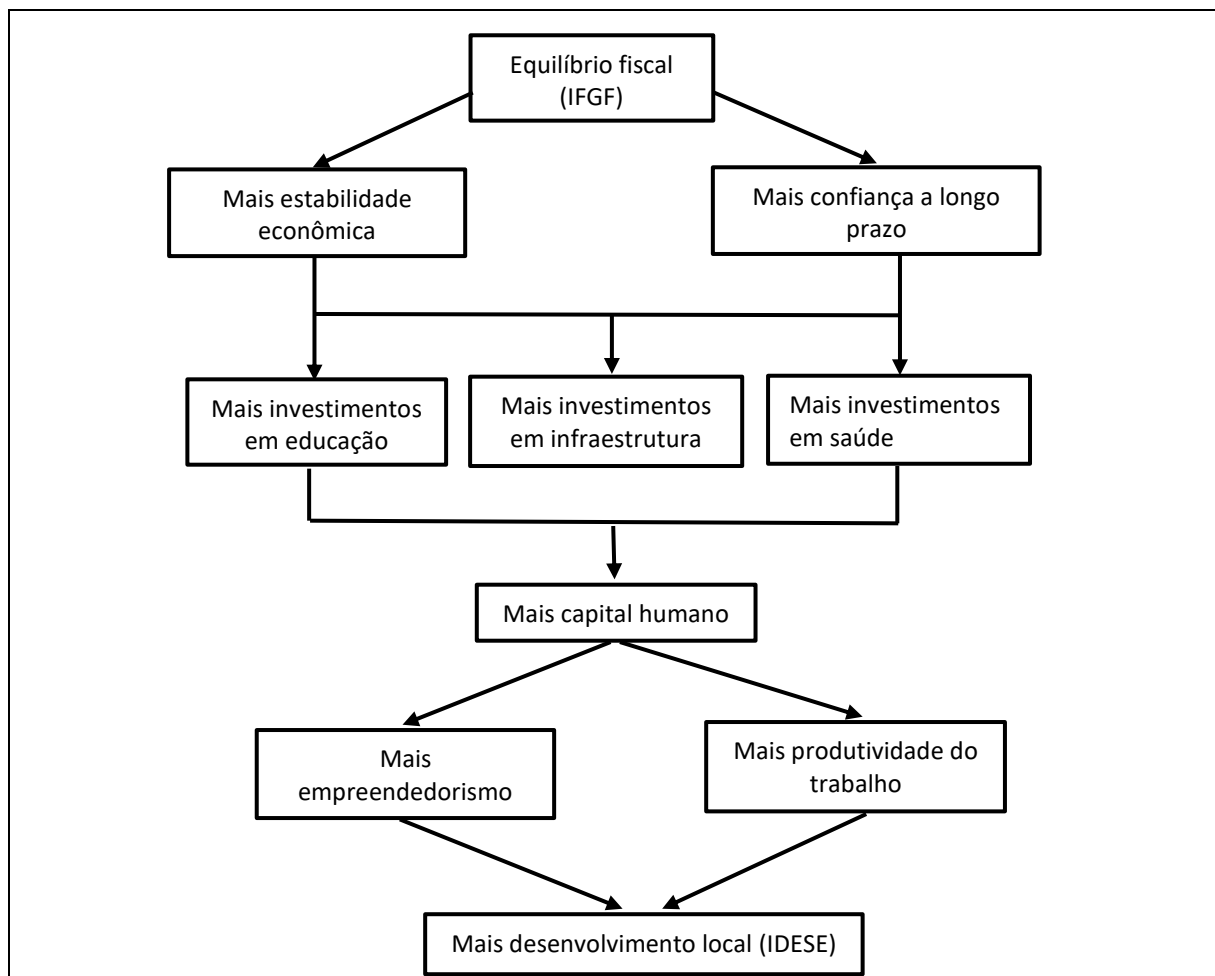 Equilíbrio fiscal
(IFGF)
Mais estabilidade
econômica
Mais confiança a longo
prazo
Mais investimentos
em educação
Mais investimentos
em infraestrutura
Mais investimentos
em saúde
Mais capital humano
Mais
empreendedorismo
Mais produtividade do
trabalho
Mais desenvolvimento local (IDESE)